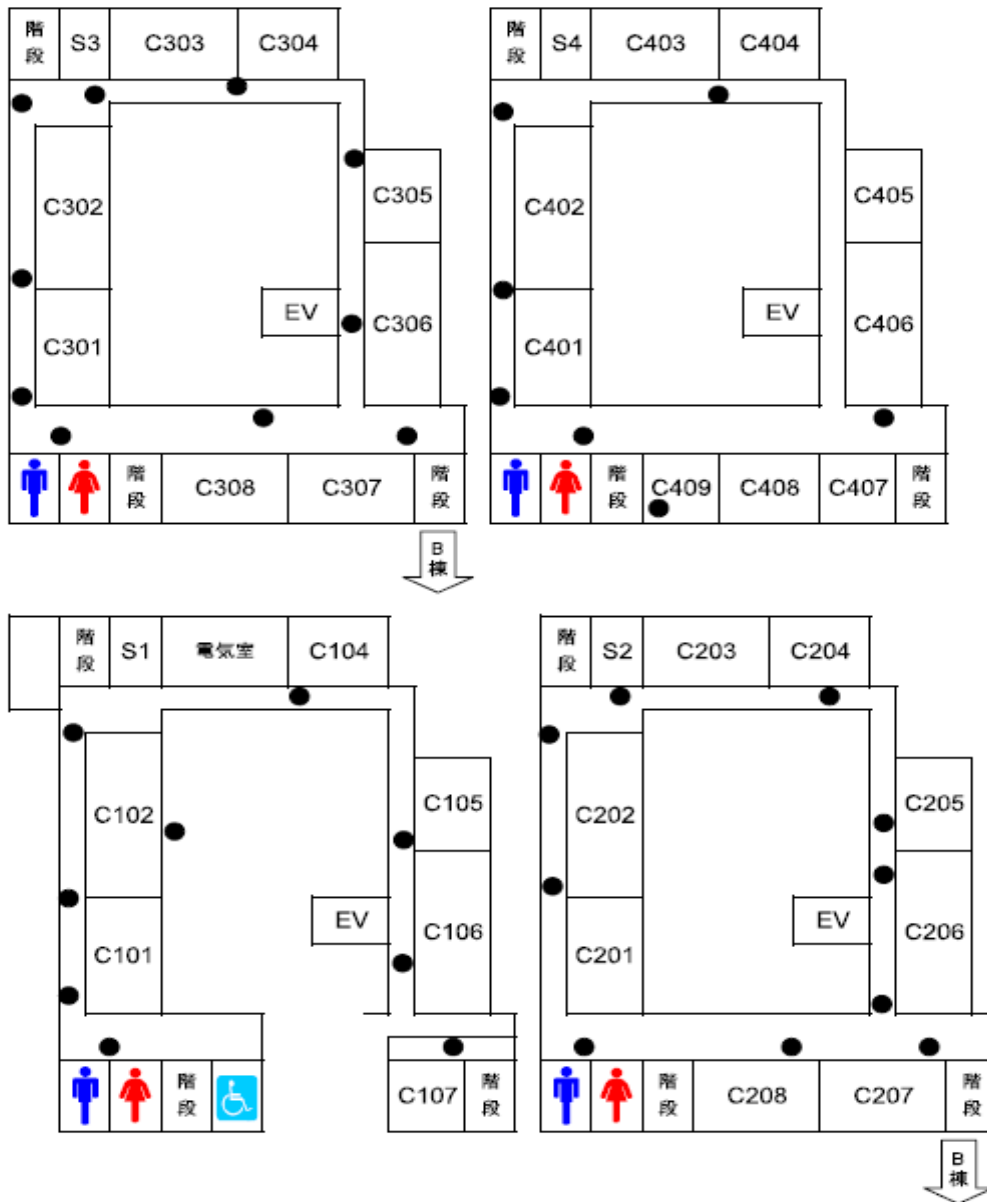 階段 S3 C303 C304
C302
C305
EV
C306
C301
階段 C308 C307 階段
B棟
階段 S4 C403 C404
C402
C405
EV
C406
C401
階段 C409 C408 C407 階段
階段 S1 電気室 C104
C102
C105
EV
C106
C101
階段
C107 階段
階段 S2 C203 C204
C202
C205
EV
C206
C201
階段 C208 C207 階段
B棟